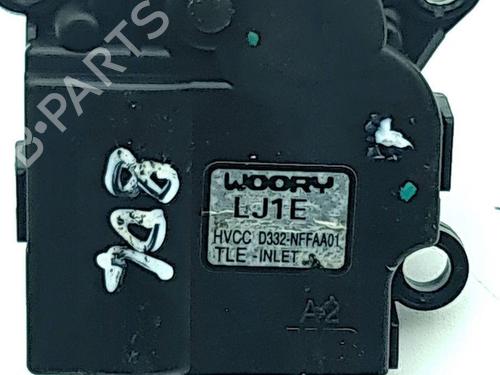 B-PARTS
WOORY
LJ1E
HVCC D332-NFFAA01
TLE -INLET
A-2